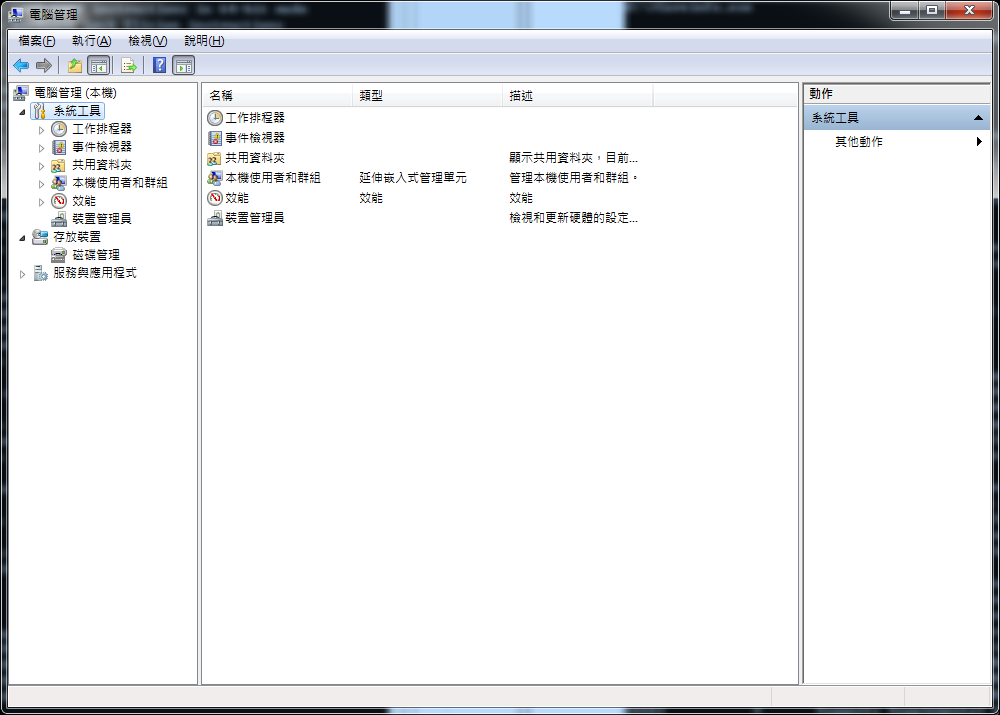 電腦管理
檔案(F) 執行(A) 檢視(V) 說明(H)
電腦管理 (本機)
系統工具
工作排程器
事件檢視器
共用資料夾
本機使用者和群組
效能
裝置管理員
存放裝置
磁碟管理
服務與應用程式
名稱 類型 描述
工作排程器
事件檢視器
共用資料夾 顯示共用資料夾，目前...
本機使用者和群組 延伸嵌入式管理單元 管理本機使用者和群組。
效能 效能 效能
裝置管理員 檢視和更新硬體的設定...
動作
系統工具
其他動作